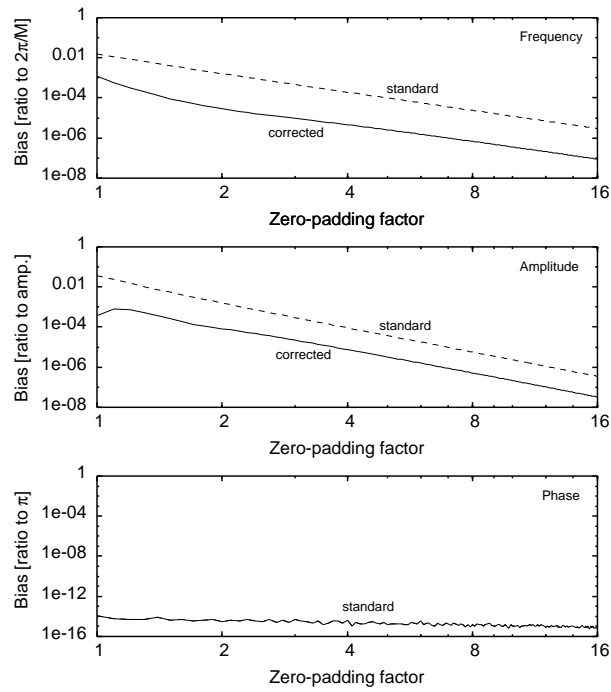 1
Frequency
0.01
standard
1e-04
corrected
1e-06
1e-08
1 2 4 8 16
Bias [ratio to 2π/M]
Zero-padding factor
1
Amplitude
0.01
standard
1e-04
corrected
1e-06
1e-08
1 2 4 8 16
Bias [ratio to amp.]
Zero-padding factor
1
Phase
1e-04
1e-08
1e-12
standard
1e-16
1 2 4 8 16
Bias [ratio to π]
Zero-padding factor